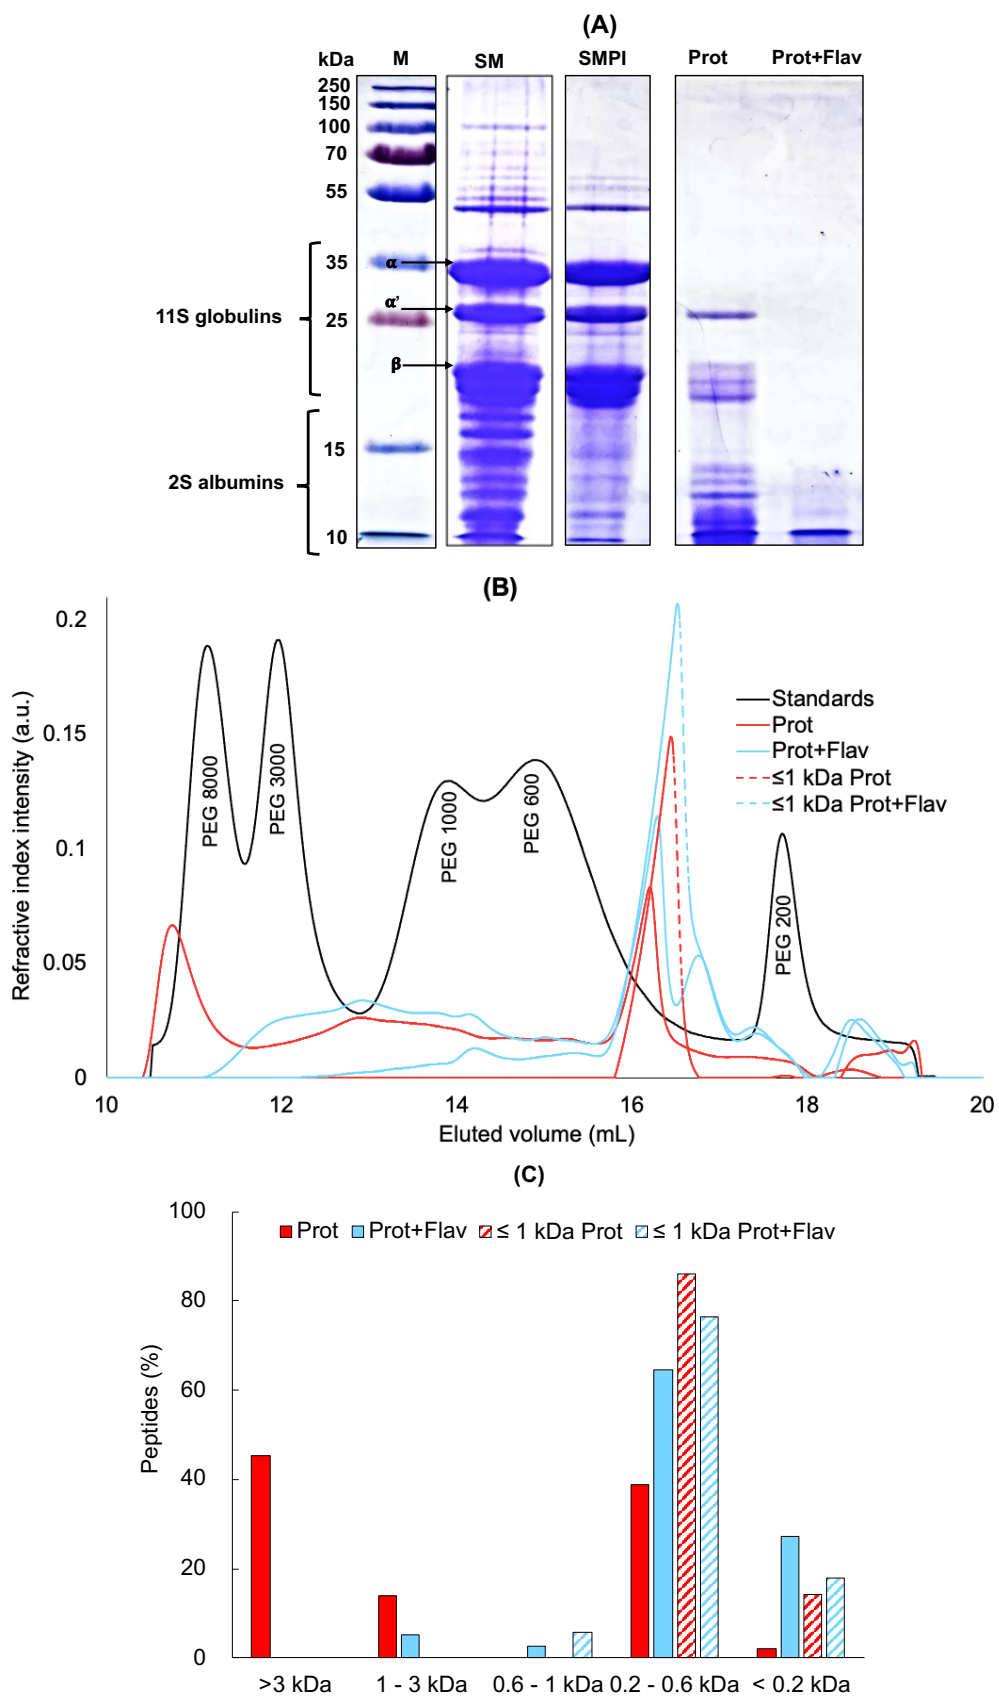 (A)
kDa M SM SMPI Prot Prot+Flav
250
150
100
70
55
35 α
α’
11S globulins 25
β
15
2S albumins
10
(B)
Refractive index intensity (a.u.)
0.2
0.15
0.1
0.05
0
PEG 8000
PEG 3000
PEG 1000
PEG 600
PEG 200
Standards
Prot
Prot+Flav
≤1 kDa Prot
≤1 kDa Prot+Flav
10 12 14 16 18 20
Eluted volume (mL)
(C)
Peptides (%)
100
80
60
40
20
0
Prot Prot+Flav ≤ 1 kDa Prot ≤ 1 kDa Prot+Flav
>3 kDa 1 - 3 kDa 0.6 - 1 kDa 0.2 - 0.6 kDa < 0.2 kDa